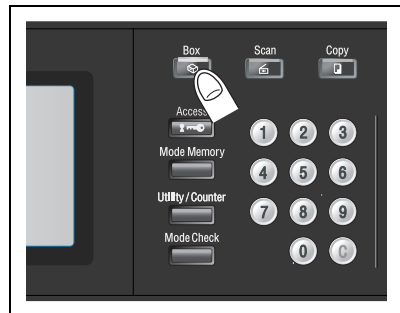 Box Scan Copy
Access
Mode Memory
Utility/Counter
Mode Check
1 2 3
4 5 6
7 8 9
0 C